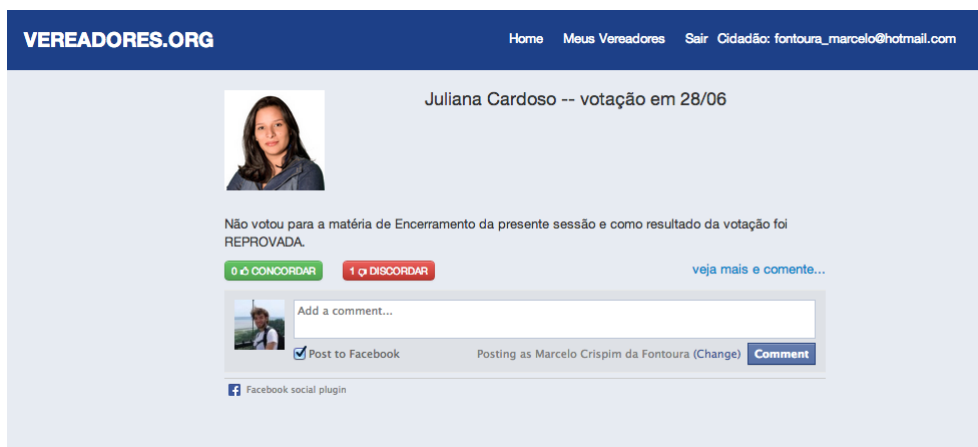 VEREADORES.ORG
Home Meus Vereadores Sair Cidadão: fontoura_marcelo@hotmail.com
Juliana Cardoso -- votação em 28/06
Não votou para a matéria de Encerramento da presente sessão e como resultado da votação foi
REPROVADA.
0 CONCORDAR 1 DISCORDAR veja mais e comente...
Add a comment...
Post to Facebook Posting as Marcelo Crispim da Fontoura (Change) Comment
Facebook social plugin